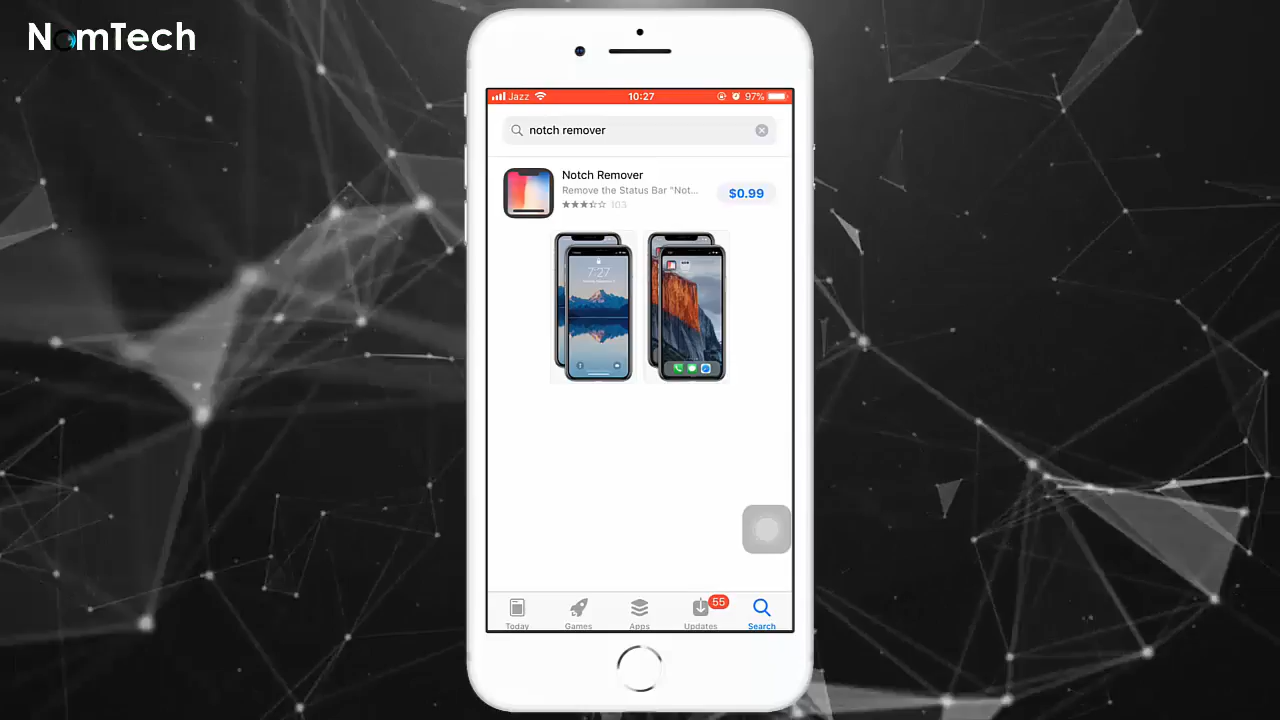 NomTech
Jazz 10:27 97%
notch remover
Notch Remover
Remove the Status Bar "Not...
$0.99
103
7:27
55
Today Games Apps Updates Search